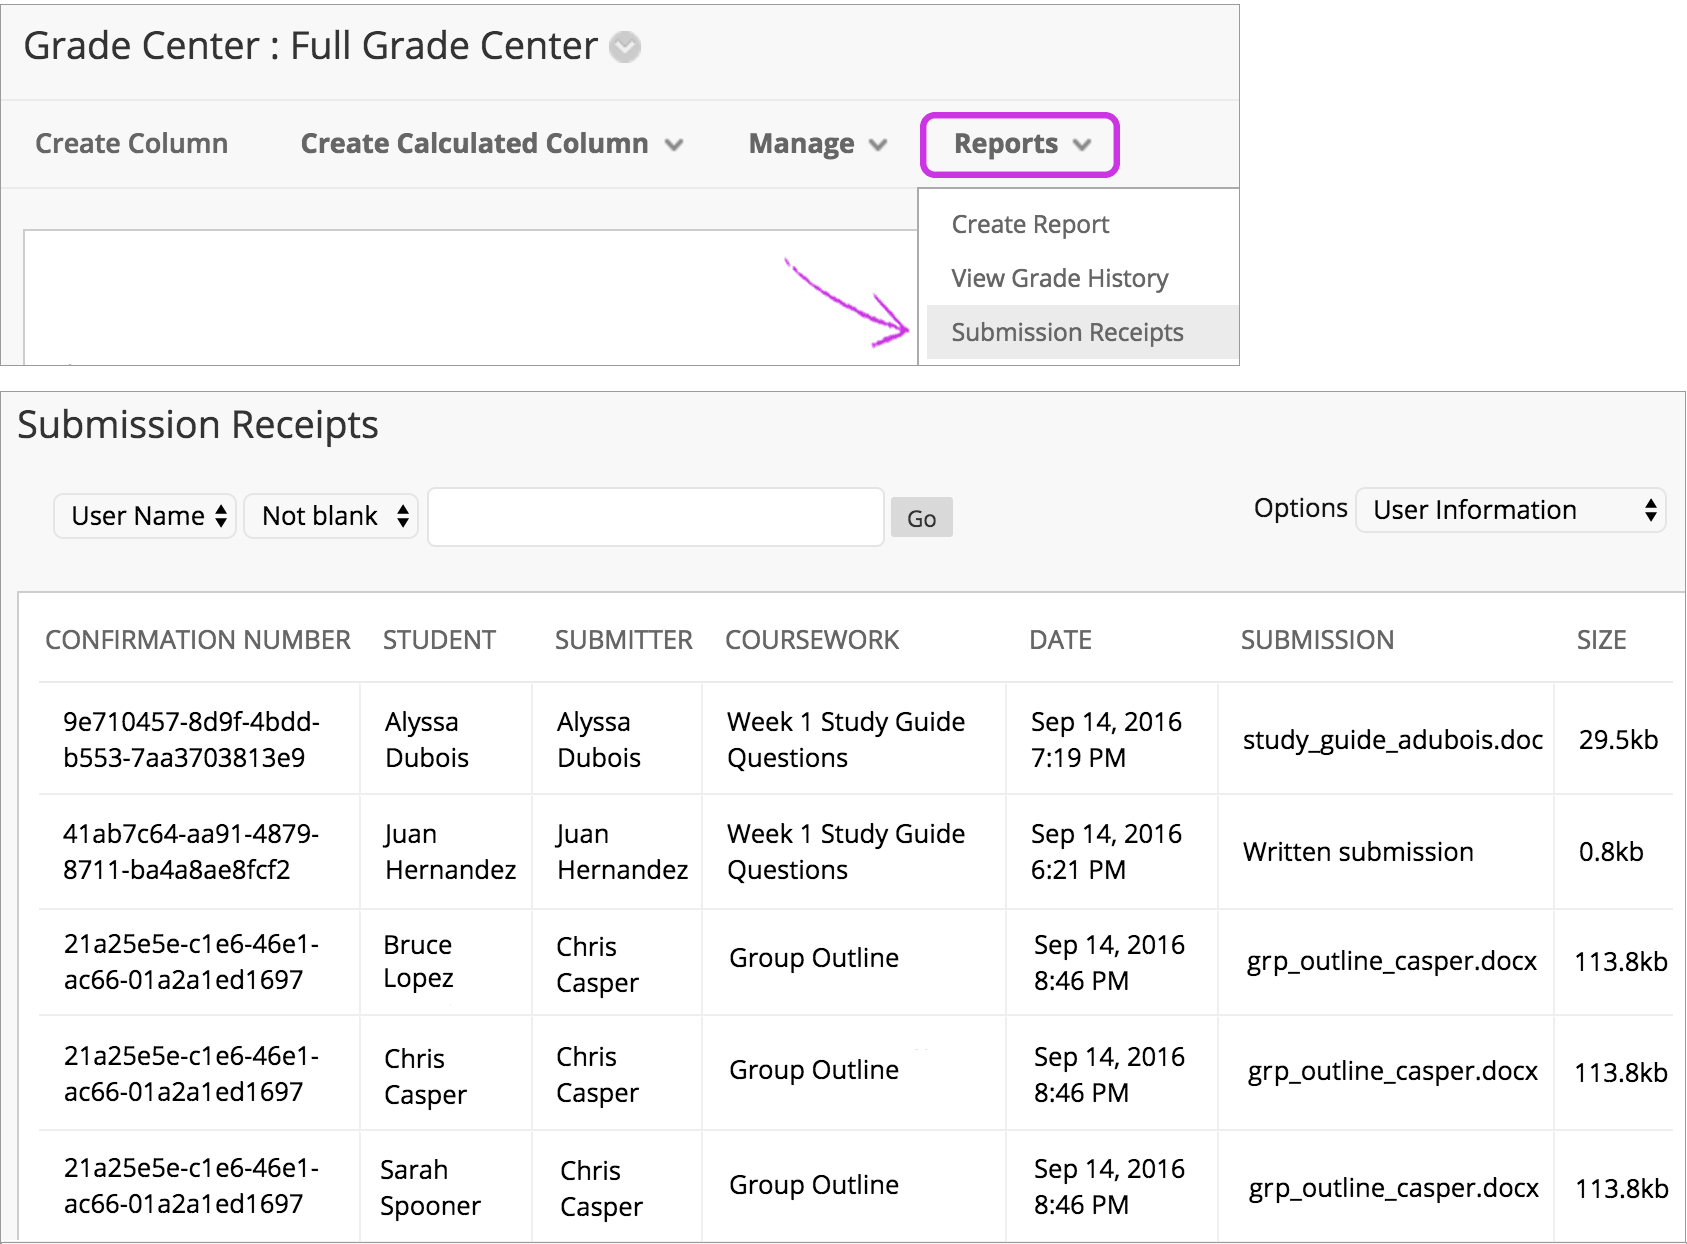 Grade Center : Full Grade Center
Create Column Create Calculated Column Manage Reports
Create Report
View Grade History
Submission Receipts
Submission Receipts
User Name Not blank Go Options User Information
CONFIRMATION NUMBER STUDENT SUBMITTER COURSEWORK DATE SUBMISSION SIZE
9e710457-8d9f-4bdd- Alyssa Alyssa Week 1 Study Guide Sep 14, 2016
study_guide_adubois.doc 29.5kb
b553-7aa3703813e9 Dubois Dubois Questions 7:19 PM
41ab7c64-aa91-4879- Juan Juan Week 1 Study Guide Sep 14, 2016
Written submission 0.8kb
8711-ba4a8ae8fcf2 Hernandez Hernandez Questions 6:21 PM
21a25e5e-c1e6-46e1- Bruce Chris Sep 14, 2016
Group Outline grp_outline_casper.docx 113.8kb
ac66-01a2a1ed1697 Lopez Casper 8:46 PM
21a25e5e-c1e6-46e1- Chris Chris Sep 14, 2016
Group Outline grp_outline_casper.docx 113.8kb
ac66-01a2a1ed1697 Casper Casper 8:46 PM
21a25e5e-c1e6-46e1- Sarah Chris Sep 14, 2016
Group Outline grp_outline_casper.docx 113.8kb
ac66-01a2a1ed1697 Spooner Casper 8:46 PM